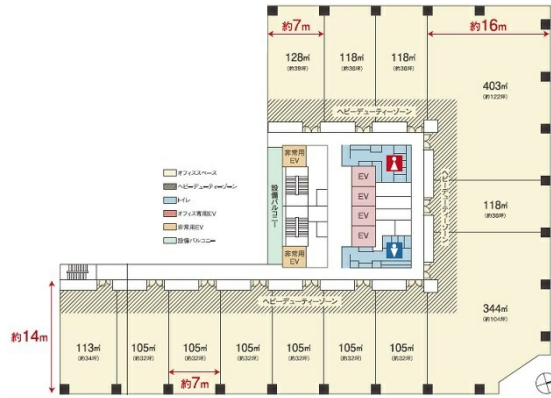 約7m
約16m
128㎡
(約39坪)
118㎡
(約36坪)
118㎡
(約36坪)
403㎡
(約122坪)
ヘビーデューティーゾーン
非常用
EV
設備バルコニー
EV
EV
EV
EV
非常用
EV
ヘビーデューティーゾーン
118㎡
(約36坪)
344㎡
(約104坪)
オフィススペース
ヘビーデューティーゾーン
トイレ
オフィス専用EV
非常用EV
設備バルコニー
ヘビーデューティーゾーン
約14m
113㎡
(約34坪)
105㎡
(約32坪)
105㎡
(約32坪)
105㎡
(約32坪)
105㎡
(約32坪)
105㎡
(約32坪)
105㎡
(約32坪)
約7m